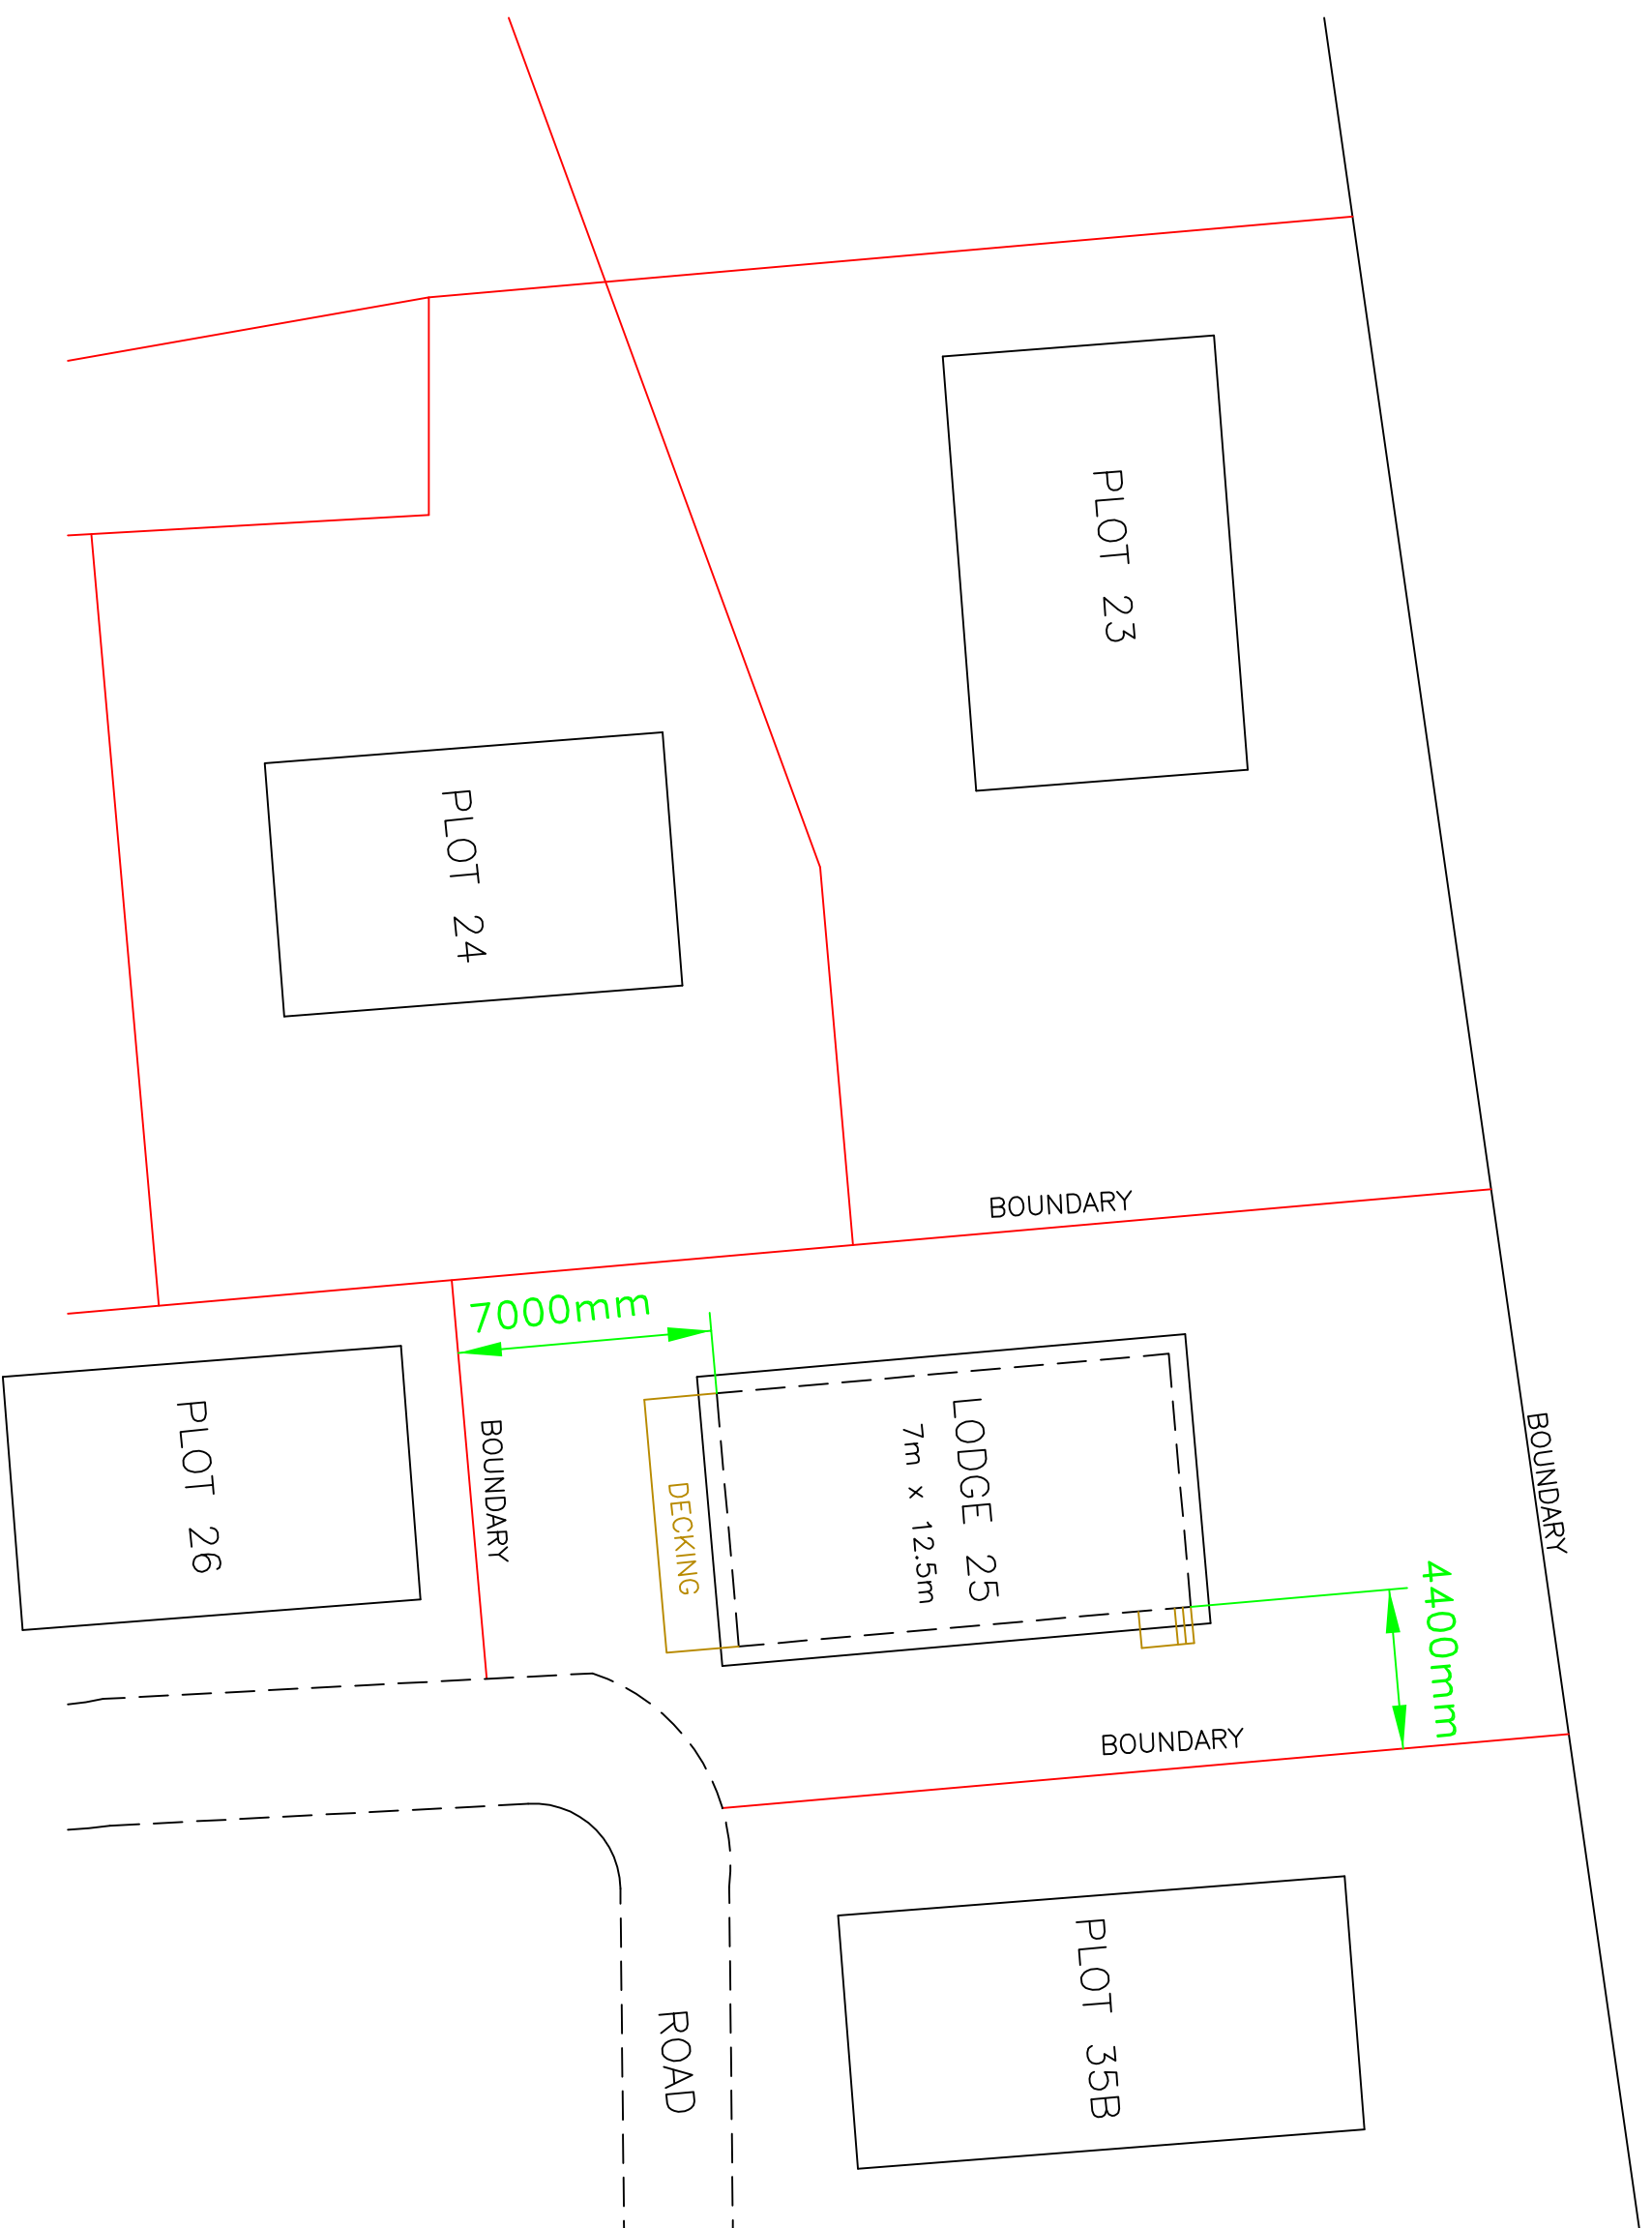 PLOT 23
PLOT 24
BOUNDARY
7000mm
PLOT 26
BOUNDARY
DECKING
LODGE 25
7m x 12.5m
BOUNDARY
4400mm
BOUNDARY
PLOT 35B
ROAD